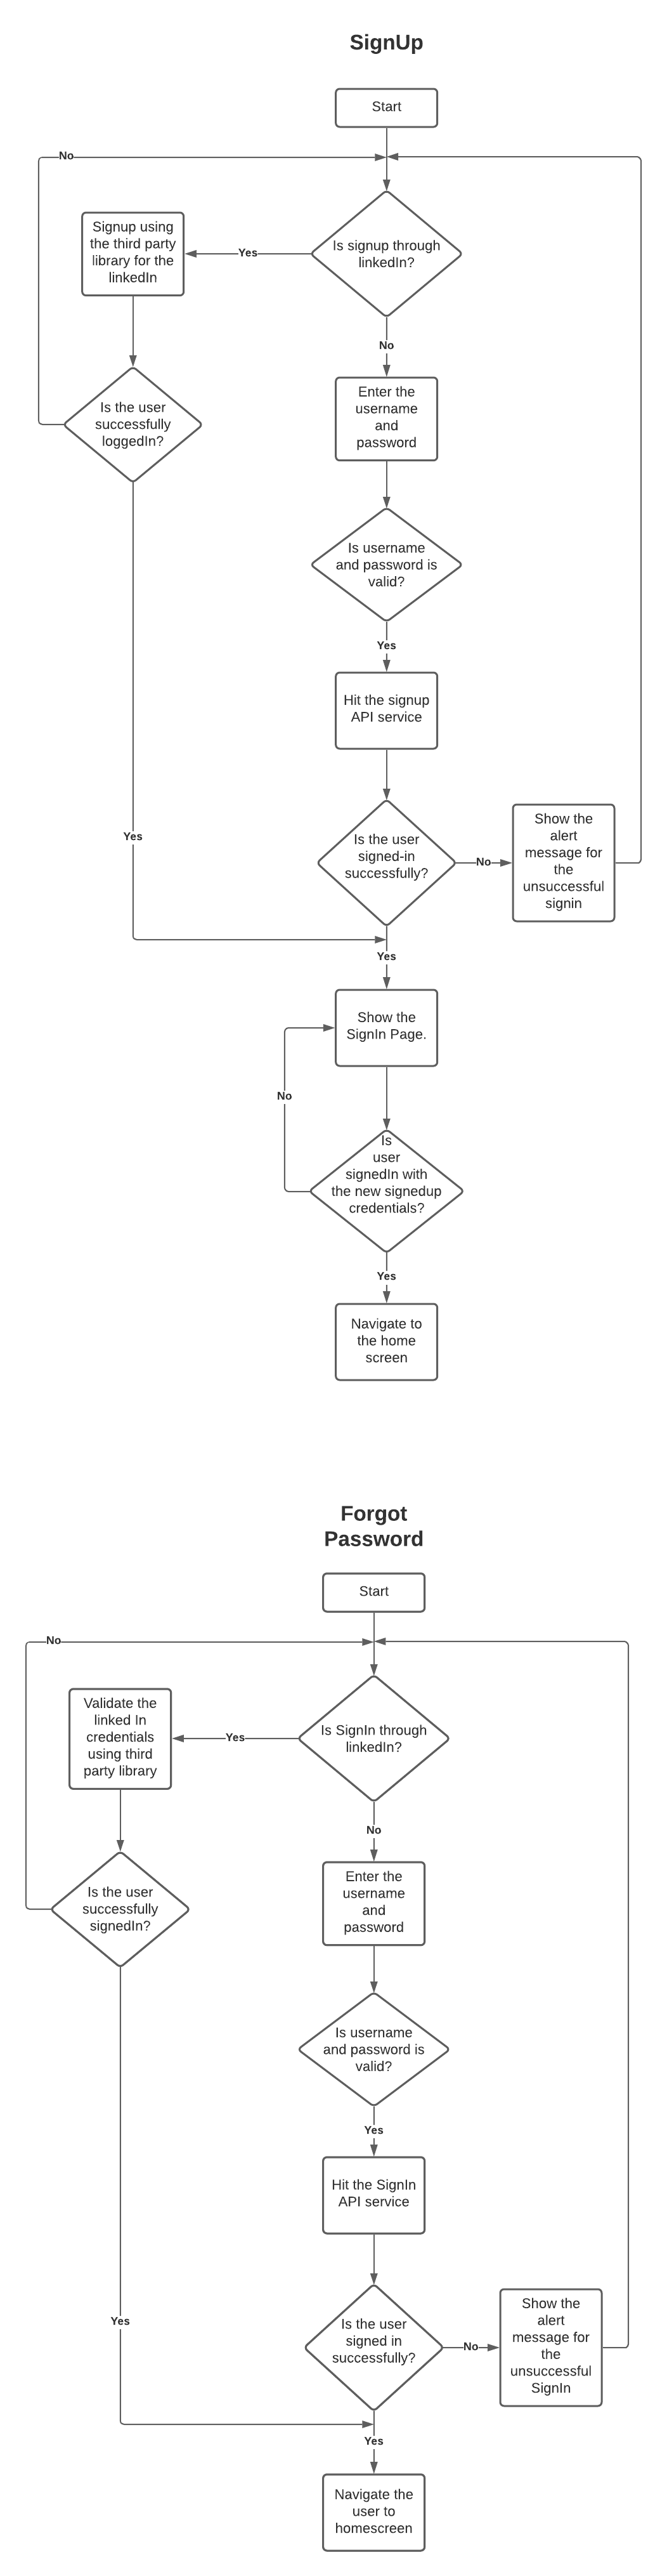 SignUp
Start
No
Signup using
the third party
library for the
linkedIn
Yes
Is signup through
linkedIn?
No
Enter the
username
and
password
Is the user
successfully
loggedIn?
Is username
and password is
valid?
Yes
Hit the signup
API service
Yes
Is the user
signed-in
successfully?
No
Show the
alert
message for
the
unsuccessful
signin
Yes
Show the
SignIn Page.
No
Is
user
signedIn with
the new signedup
credentials?
Yes
Navigate to
the home
screen
Forgot
Password
Start
No
Validate the
linked In
credentials
using third
party library
Yes
Is SignIn through
linkedIn?
No
Enter the
username
and
password
Is the user
successfully
signedIn?
Is username
and password is
valid?
Yes
Hit the SignIn
API service
Yes
Is the user
signed in
successfully?
No
Show the
alert
message for
the
unsuccessful
SignIn
Yes
Navigate the
user to
homescreen